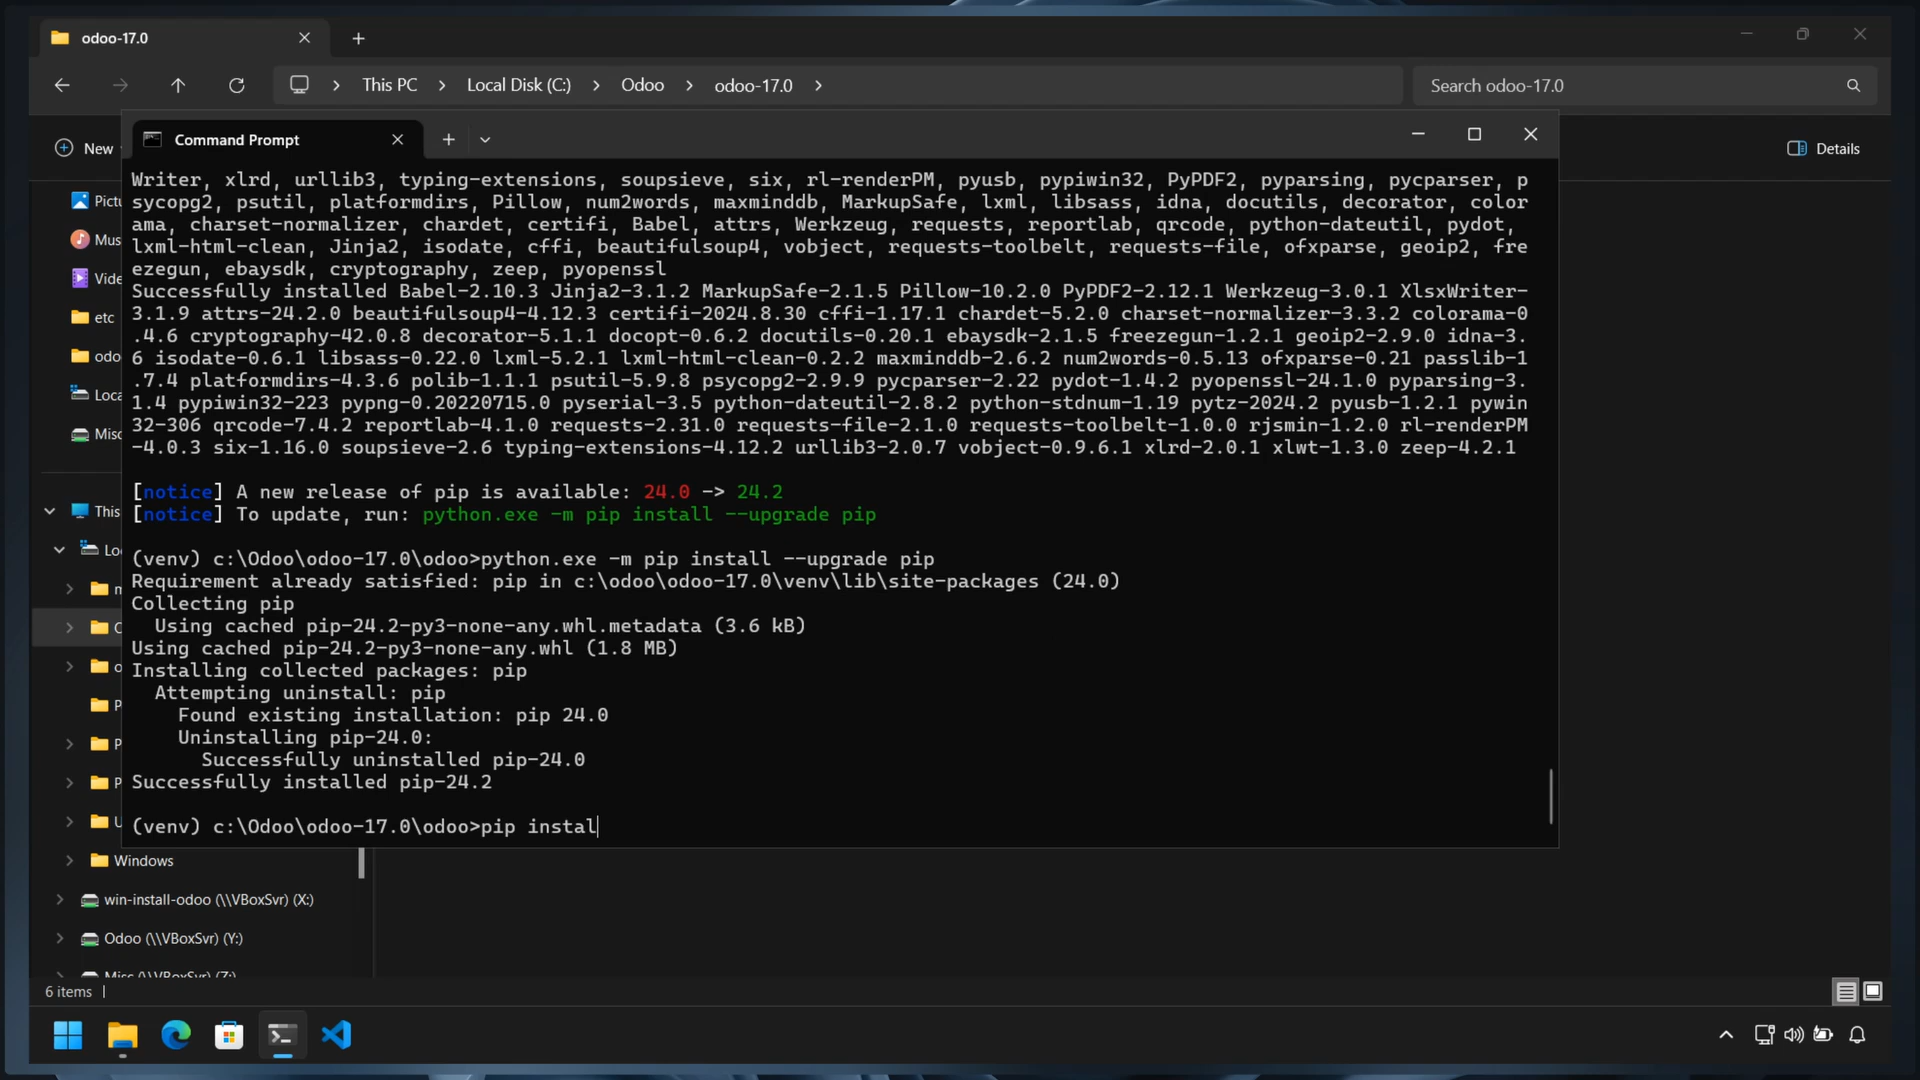 odoo-17.0
This PC
Local Disk (C:)
Odoo
odoo-17.0
Search odoo-17.0
New
Command Prompt
Details
Writer, xlrd, urllib3, typing-extensions, soupsieve, six, rl-renderPM, pyusb, pypiwin32, PyPDF2, pyparsing, pycparser, p
sycopg2, psutil, platformdirs, Pillow, num2words, maxminddb, MarkupSafe, lxml, libsass, idna, docutils, decorator, color
ama, charset-normalizer, chardet, certifi, Babel, attrs, Werkzeug, requests, reportlab, qrcode, python-dateutil, pydot,
lxml-html-clean, Jinja2, isodate, cffi, beautifulsoup4, vobject, requests-toolbelt, requests-file, ofxparse, geoip2, fre
ezegun, ebaysdk, cryptography, zeep, pyopenssl
Successfully installed Babel-2.10.3 Jinja2-3.1.2 MarkupSafe-2.1.5 Pillow-10.2.0 PyPDF2-2.12.1 Werkzeug-3.0.1 XlsxWriter-
3.1.9 attrs-24.2.0 beautifulsoup4-4.12.3 certifi-2024.8.30 cffi-1.17.1 chardet-5.2.0 charset-normalizer-3.3.2 colorama-0
.4.6 cryptography-42.0.8 decorator-5.1.1 docopt-0.6.2 docutils-0.20.1 ebaysdk-2.1.5 freezegun-1.2.1 geoip2-2.9.0 idna-3.
6 isodate-0.6.1 libsass-0.22.0 lxml-5.2.1 lxml-html-clean-0.2.2 maxminddb-2.6.2 num2words-0.5.13 ofxparse-0.21 passlib-1
.7.4 platformdirs-4.3.6 polib-1.1.1 psutil-5.9.8 psycopg2-2.9.9 pycparser-2.22 pydot-1.4.2 pyopenssl-24.1.0 pyparsing-3.
1.4 pypiwin32-223 pypng-0.20220715.0 pyserial-3.5 python-dateutil-2.8.2 python-stdnum-1.19 pytz-2024.2 pyusb-1.2.1 pywin
32-306 qrcode-7.4.2 reportlab-4.1.0 requests-2.31.0 requests-file-2.1.0 requests-toolbelt-1.0.0 rjsmin-1.2.0 rl-renderPM
-4.0.3 six-1.16.0 soupsieve-2.6 typing-extensions-4.12.2 urllib3-2.0.7 vobject-0.9.6.1 xlrd-2.0.1 xlwt-1.3.0 zeep-4.2.1
[notice] A new release of pip is available: 24.0 -> 24.2
[notice] To update, run: python.exe -m pip install --upgrade pip
(venv) c:\Odoo\odoo-17.0\odoo>python.exe -m pip install --upgrade pip
Requirement already satisfied: pip in c:\odoo\odoo-17.0\venv\lib\site-packages (24.0)
Collecting pip
Using cached pip-24.2-py3-none-any.whl.metadata (3.6 kB)
Using cached pip-24.2-py3-none-any.whl (1.8 MB)
Installing collected packages: pip
Attempting uninstall: pip
Found existing installation: pip 24.0
Uninstalling pip-24.0:
Successfully uninstalled pip-24.0
Successfully installed pip-24.2
(venv) c:\Odoo\odoo-17.0\odoo>pip instal
Pictu
Mus
Vide
etc
odo
Loca
Misc
This
Lo
Windows
win-install-odoo (\\VBoxSvr) (X:)
Odoo (\\VBoxSvr) (Y:)
Misc (\\VBoxSvr) (Z:)
6 items